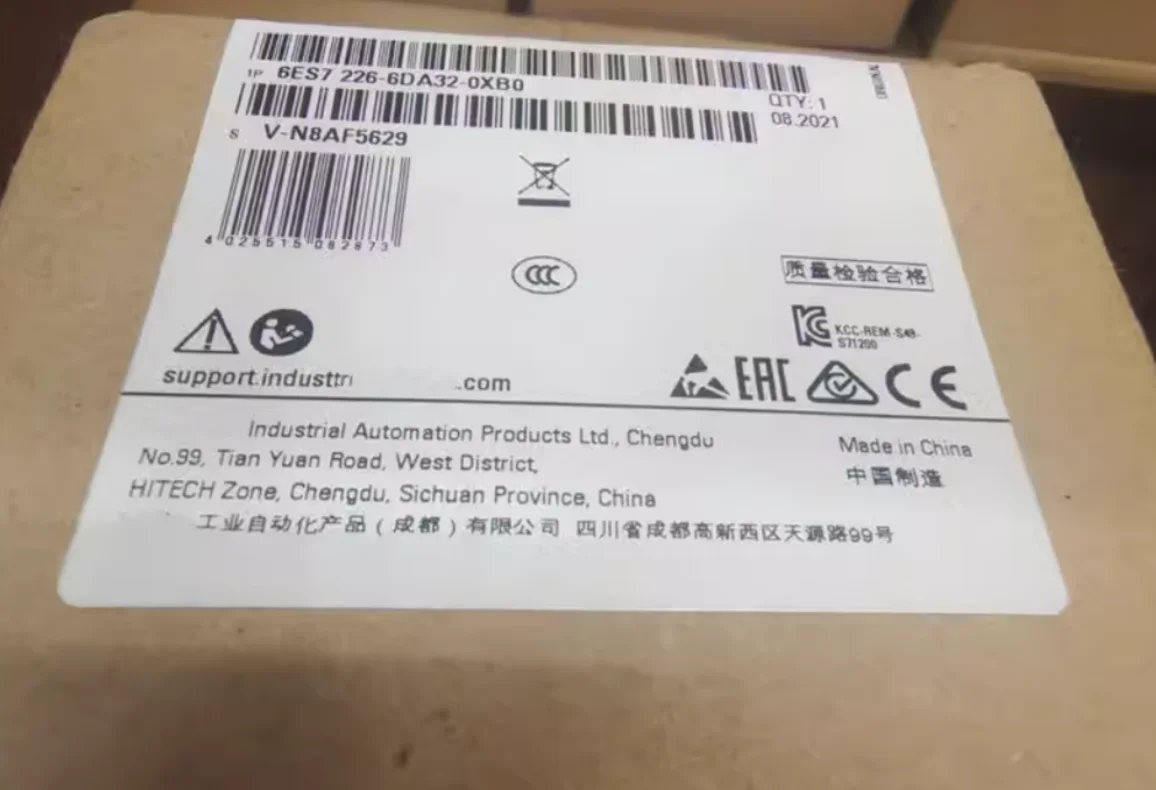 1P 6ES7 226-6DA32-0XB0
QTY: 1
08.2021
S V-N8AF5629
4 025515 082873
CCC
质量检验合格
KCC-REM-S49-
S71200
support.industri .com
EAC
CE
Industrial Automation Products Ltd., Chengdu
No.99, Tian Yuan Road, West District,
HITECH Zone, Chengdu, Sichuan Province, China
Made in China
中国制造
工业自动化产品(成都)有限公司 四川省成都高新西区天源路99号